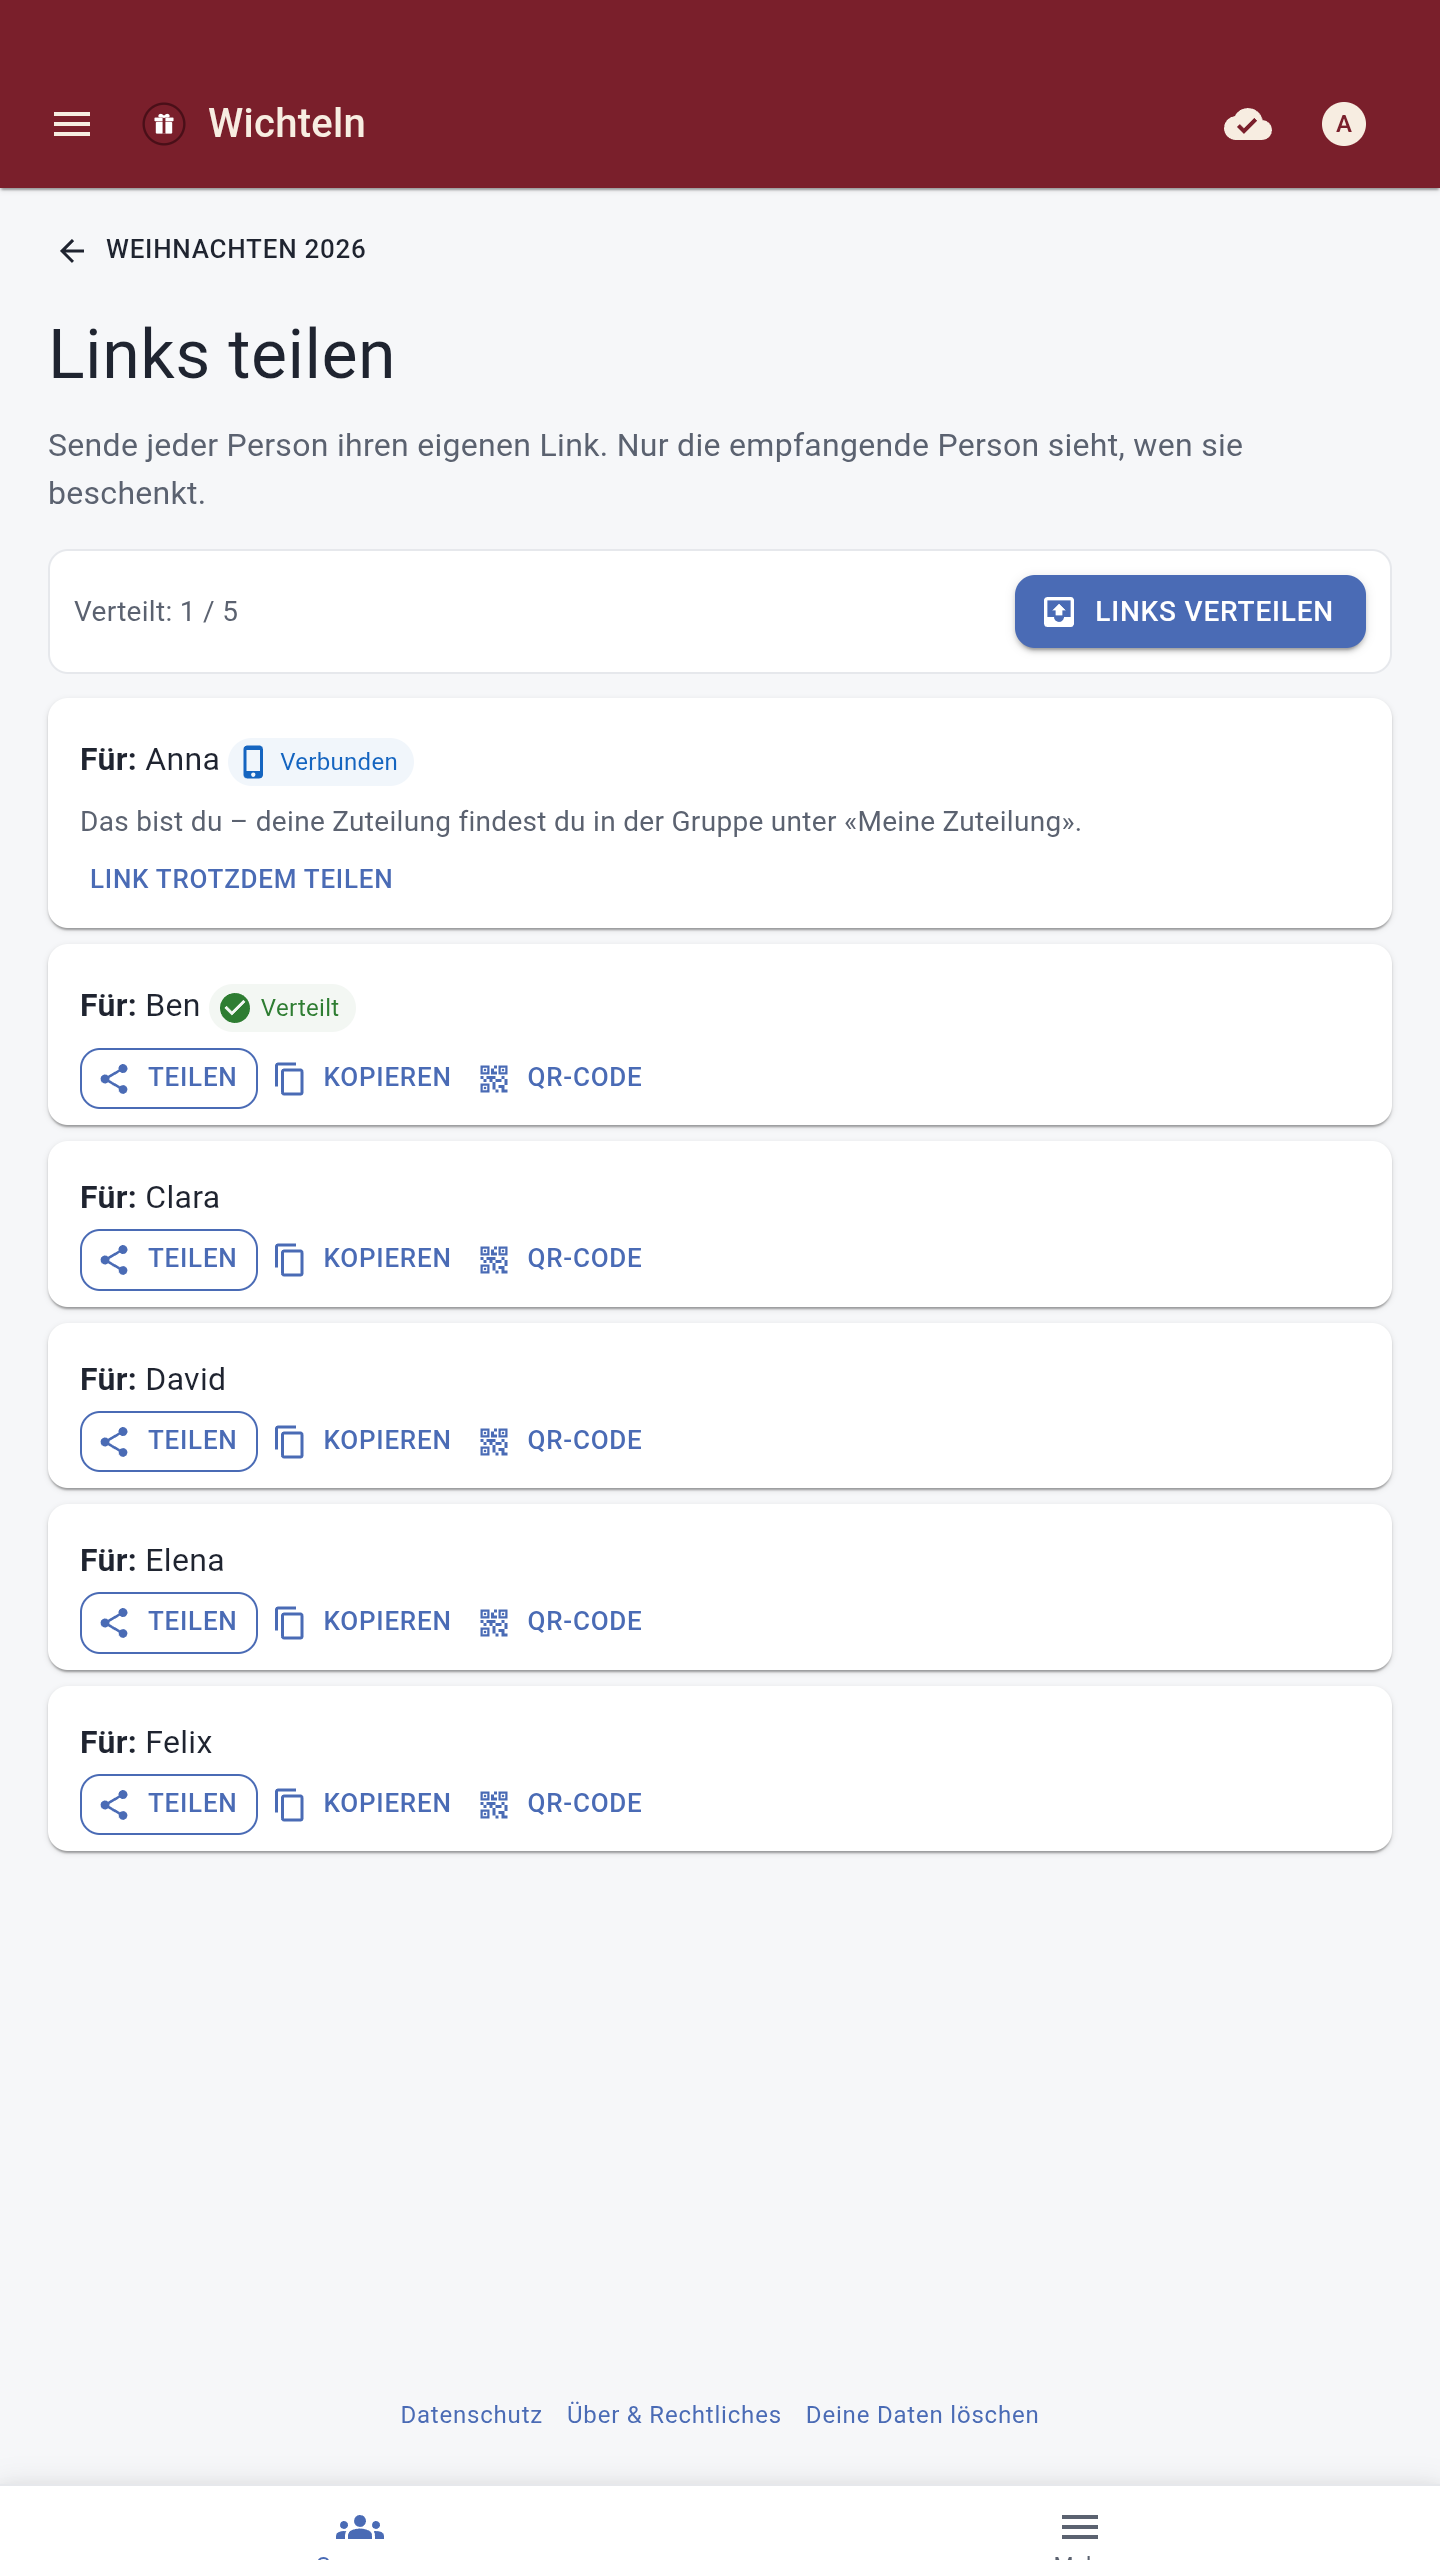 Wichteln
A
WEIHNACHTEN 2026
Links teilen
Sende jeder Person ihren eigenen Link. Nur die empfangende Person sieht, wen sie
beschenkt.
Verteilt: 1 / 5
LINKS VERTEILEN
Für: Anna Verbunden
Das bist du – deine Zuteilung findest du in der Gruppe unter «Meine Zuteilung».
LINK TROTZDEM TEILEN
Für: Ben Verteilt
TEILEN KOPIEREN QR-CODE
Für: Clara
TEILEN KOPIEREN QR-CODE
Für: David
TEILEN KOPIEREN QR-CODE
Für: Elena
TEILEN KOPIEREN QR-CODE
Für: Felix
TEILEN KOPIEREN QR-CODE
Datenschutz Über & Rechtliches Deine Daten löschen